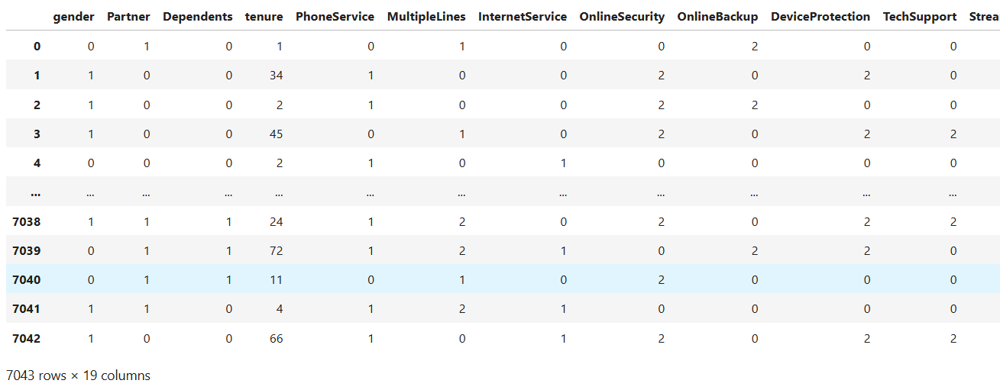 gender Partner Dependents tenure PhoneService MultipleLines InternetService OnlineSecurity OnlineBackup DeviceProtection TechSupport Strea
0 0 1 0 1 0 1 0 0 2 0 0
1 1 0 0 34 1 0 0 2 0 2 0
2 1 0 0 2 1 0 0 2 2 0 0
3 1 0 0 45 0 1 0 2 0 2 2
4 0 0 0 2 1 0 1 0 0 0 0
... ... ... ... ... ... ... ... ... ... ... ...
7038 1 1 1 24 1 2 0 2 0 2 2
7039 0 1 1 72 1 2 1 0 2 2 0
7040 0 1 1 11 0 1 0 2 0 0 0
7041 1 1 0 4 1 2 1 0 0 0 0
7042 1 0 0 66 1 0 1 2 0 2 2
7043 rows × 19 columns